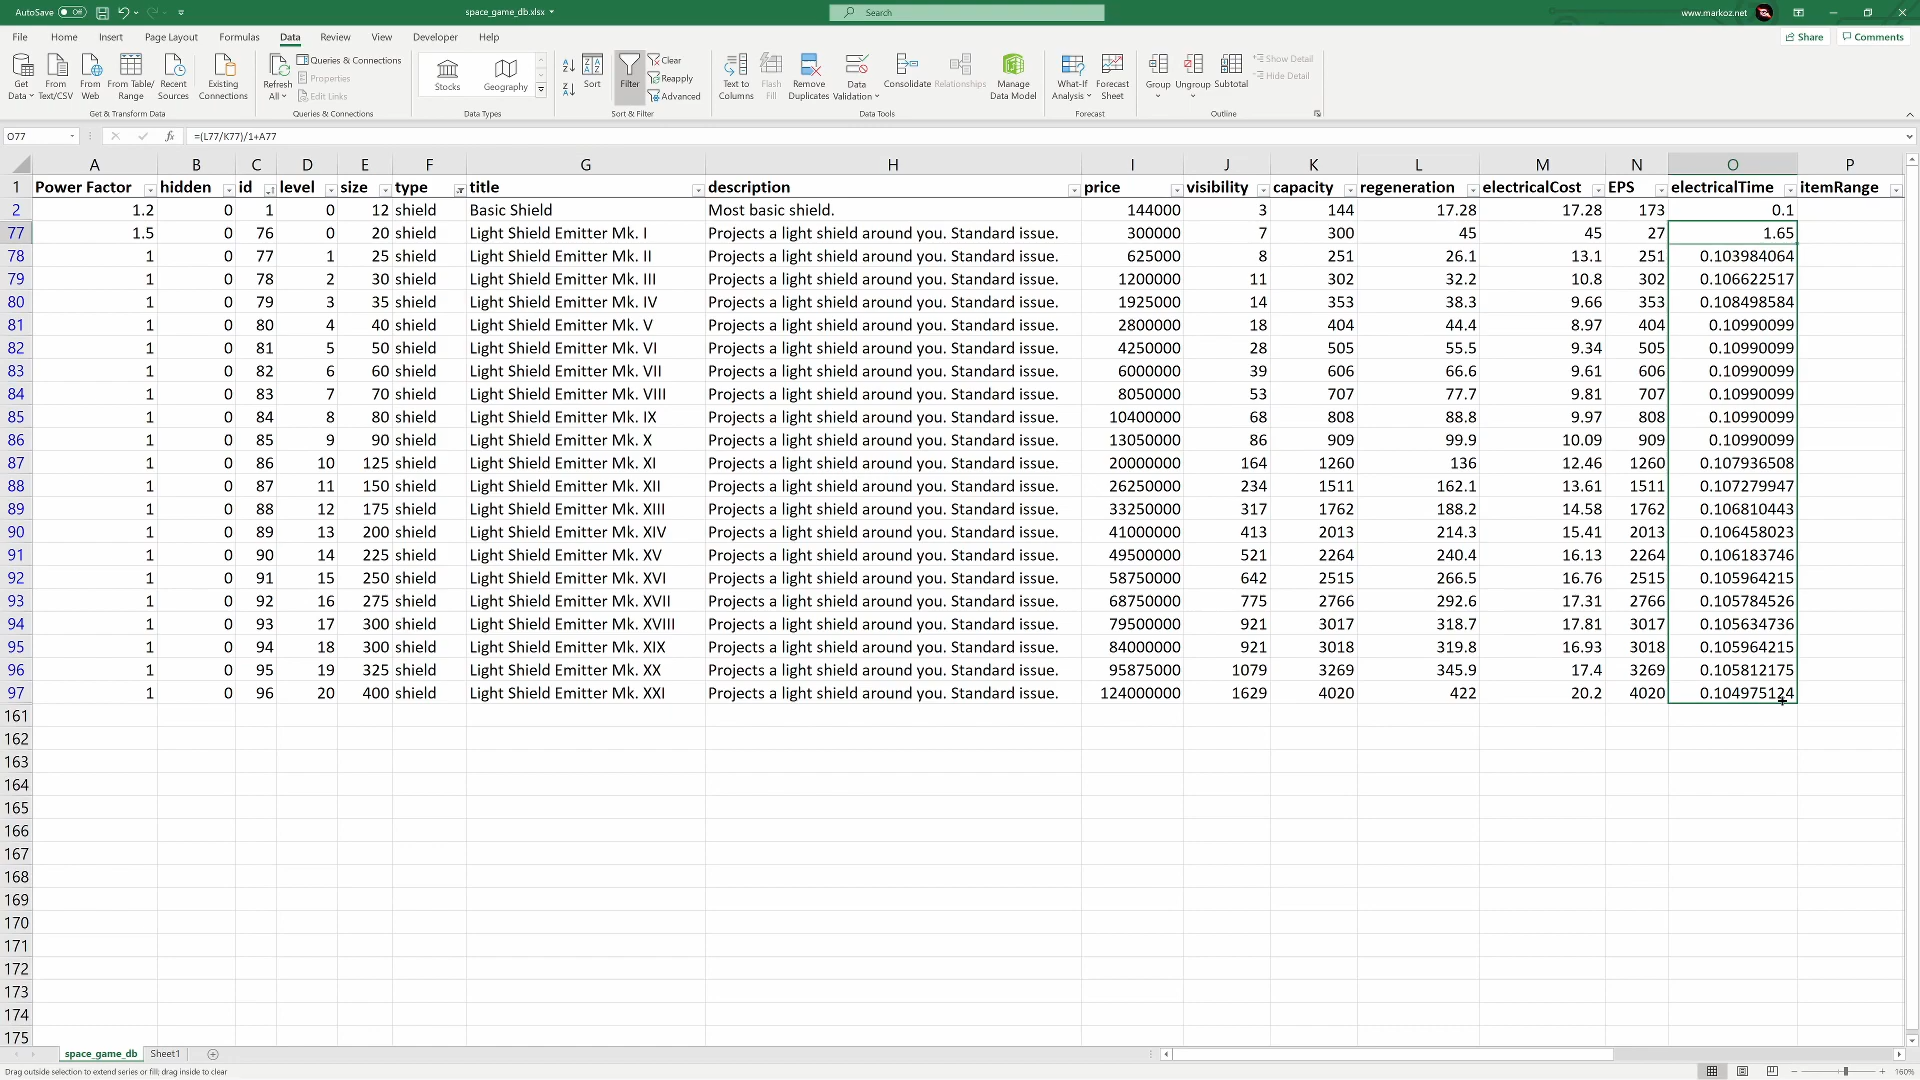 AutoSave Off space_game_db.xlsx Search www.markoz.net
File Home Insert Page Layout Formulas Data Review View Developer Help Share Comments
Get Data From Text/CSV From Web From Table/ Range Recent Sources Existing Connections
Get & Transform Data
Refresh All Queries & Connections Properties Edit Links
Queries & Connections
Stocks Geography
Data Types
Sort Filter Clear Reapply Advanced
Sort & Filter
Text to Columns Flash Fill Remove Duplicates Data Validation Consolidate Relationships Manage Data Model
Data Tools
What-If Analysis Forecast Sheet
Forecast
Group Ungroup Subtotal Show Detail Hide Detail
Outline
O77 fx =(L77/K77)/1+A77
A B C D E F G H I J K L M N O P
1 Power Factor hidden id level size type title description price visibility capacity regeneration electricalCost EPS electricalTime itemRange
2 1.2 0 1 0 12 shield Basic Shield Most basic shield. 144000 3 144 17.28 17.28 173 0.1
77 1.5 0 76 0 20 shield Light Shield Emitter Mk. I Projects a light shield around you. Standard issue. 300000 7 300 45 45 27 1.65
78 1 0 77 1 25 shield Light Shield Emitter Mk. II Projects a light shield around you. Standard issue. 625000 8 251 26.1 13.1 251 0.103984064
79 1 0 78 2 30 shield Light Shield Emitter Mk. III Projects a light shield around you. Standard issue. 1200000 11 302 32.2 10.8 302 0.106622517
80 1 0 79 3 35 shield Light Shield Emitter Mk. IV Projects a light shield around you. Standard issue. 1925000 14 353 38.3 9.66 353 0.108498584
81 1 0 80 4 40 shield Light Shield Emitter Mk. V Projects a light shield around you. Standard issue. 2800000 18 404 44.4 8.97 404 0.10990099
82 1 0 81 5 50 shield Light Shield Emitter Mk. VI Projects a light shield around you. Standard issue. 4250000 28 505 55.5 9.34 505 0.10990099
83 1 0 82 6 60 shield Light Shield Emitter Mk. VII Projects a light shield around you. Standard issue. 6000000 39 606 66.6 9.61 606 0.10990099
84 1 0 83 7 70 shield Light Shield Emitter Mk. VIII Projects a light shield around you. Standard issue. 8050000 53 707 77.7 9.81 707 0.10990099
85 1 0 84 8 80 shield Light Shield Emitter Mk. IX Projects a light shield around you. Standard issue. 10400000 68 808 88.8 9.97 808 0.10990099
86 1 0 85 9 90 shield Light Shield Emitter Mk. X Projects a light shield around you. Standard issue. 13050000 86 909 99.9 10.09 909 0.10990099
87 1 0 86 10 125 shield Light Shield Emitter Mk. XI Projects a light shield around you. Standard issue. 20000000 164 1260 136 12.46 1260 0.107936508
88 1 0 87 11 150 shield Light Shield Emitter Mk. XII Projects a light shield around you. Standard issue. 26250000 234 1511 162.1 13.61 1511 0.107279947
89 1 0 88 12 175 shield Light Shield Emitter Mk. XIII Projects a light shield around you. Standard issue. 33250000 317 1762 188.2 14.58 1762 0.106810443
90 1 0 89 13 200 shield Light Shield Emitter Mk. XIV Projects a light shield around you. Standard issue. 41000000 413 2013 214.3 15.41 2013 0.106458023
91 1 0 90 14 225 shield Light Shield Emitter Mk. XV Projects a light shield around you. Standard issue. 49500000 521 2264 240.4 16.13 2264 0.106183746
92 1 0 91 15 250 shield Light Shield Emitter Mk. XVI Projects a light shield around you. Standard issue. 58750000 642 2515 266.5 16.76 2515 0.105964215
93 1 0 92 16 275 shield Light Shield Emitter Mk. XVII Projects a light shield around you. Standard issue. 68750000 775 2766 292.6 17.31 2766 0.105784526
94 1 0 93 17 300 shield Light Shield Emitter Mk. XVIII Projects a light shield around you. Standard issue. 79500000 921 3017 318.7 17.81 3017 0.105634736
95 1 0 94 18 300 shield Light Shield Emitter Mk. XIX Projects a light shield around you. Standard issue. 84000000 921 3018 319.8 16.93 3018 0.105964215
96 1 0 95 19 325 shield Light Shield Emitter Mk. XX Projects a light shield around you. Standard issue. 95875000 1079 3269 345.9 17.4 3269 0.105812175
97 1 0 96 20 400 shield Light Shield Emitter Mk. XXI Projects a light shield around you. Standard issue. 124000000 1629 4020 422 20.2 4020 0.104975124
161
162
163
164
165
166
167
168
169
170
171
172
173
174
175
space_game_db Sheet1
Drag outside selection to extend series or fill; drag inside to clear 160%